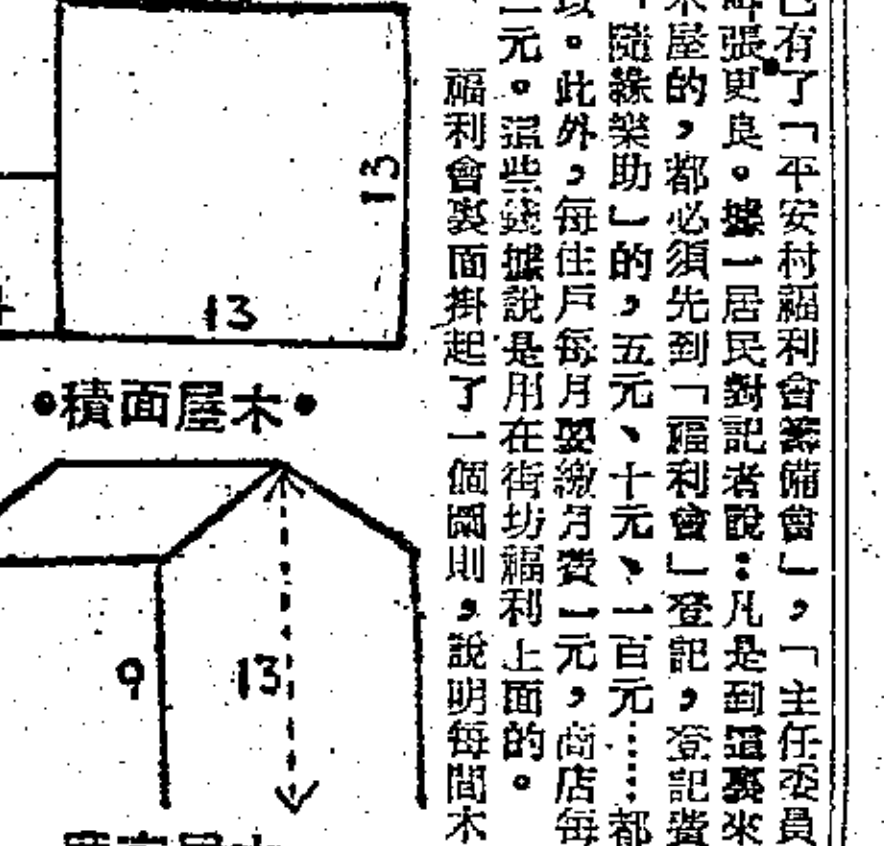 已有了「平安村福利會籌備會」，「主任委員
叫張更良。據一居民對記者說：凡是到這裏來
木屋的，都必須先到「福利會」登記，登記費
「隨緣樂助」的，五元、十元、一百元……都
以。此外，每住戶每月要繳月費一元，商店每
二元。這些錢據說是用在街坊福利上面的。
福利會裏面掛起了一個圖則，說明每間木
13
13
•積面屋木•
9
13